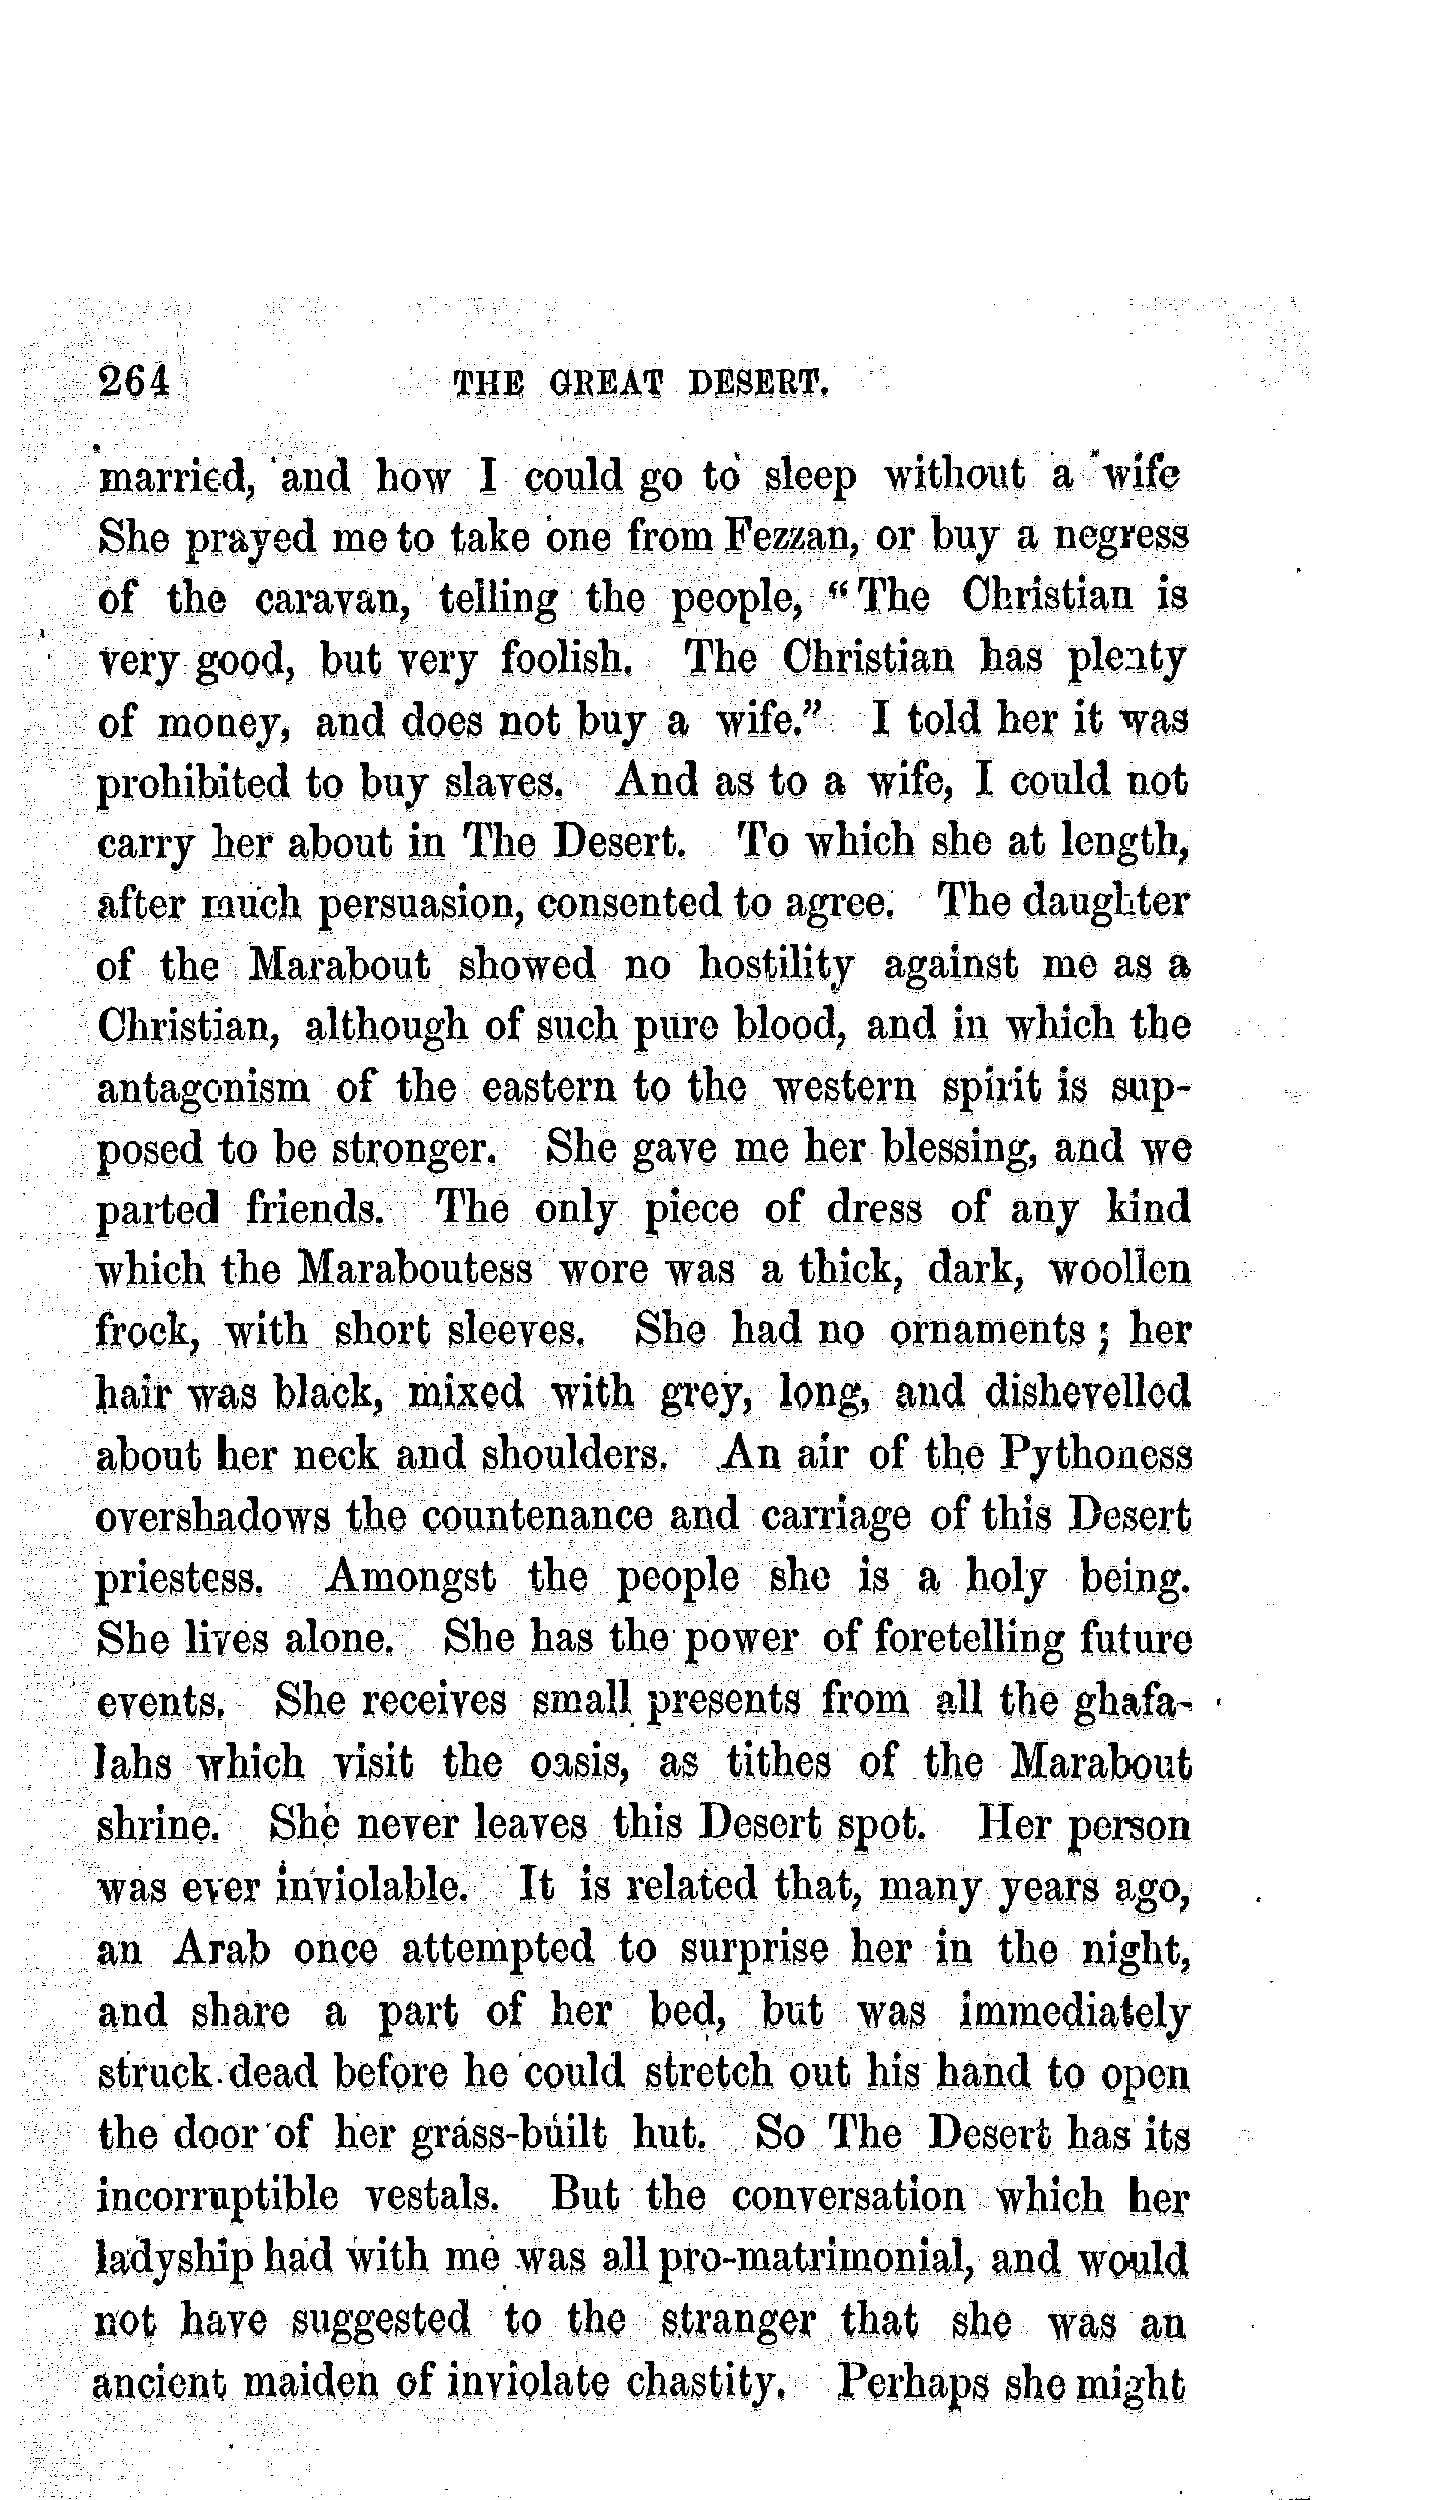 264 THE GREAT DESERT.
married, and how I could go to sleep without a wife
She prayed me to take one from Fezzan, or buy a negress
of the caravan, telling the people, “The Christian is
very good, but very foolish. The Christian has plenty
of money, and does not buy a wife.” I told her it was
prohibited to buy slaves. And as to a wife, I could not
carry her about in The Desert. To which she at length,
after much persuasion, consented to agree. The daughter
of the Marabout showed no hostility against me as a
Christian, although of such pure blood, and in which the
antagonism of the eastern to the western spirit is sup-
posed to be stronger. She gave me her blessing, and we
parted friends. The only piece of dress of any kind
which the Maraboutess wore was a thick, dark, woollen
frock, with short sleeves. She had no ornaments; her
hair was black, mixed with grey, long, and dishevelled
about her neck and shoulders. An air of the Pythoness
overshadows the countenance and carriage of this Desert
priestess. Amongst the people she is a holy being.
She lives alone. She has the power of foretelling future
events. She receives small presents from all the ghafa-
lahs which visit the oasis, as tithes of the Marabout
shrine. She never leaves this Desert spot. Her person
was ever inviolable. It is related that, many years ago,
an Arab once attempted to surprise her in the night,
and share a part of her bed, but was immediately
struck dead before he could stretch out his hand to open
the door of her grass-built hut. So The Desert has its
incorruptible vestals. But the conversation which her
ladyship had with me was all pro-matrimonial, and would
not have suggested to the stranger that she was an
ancient maiden of inviolate chastity. Perhaps she might